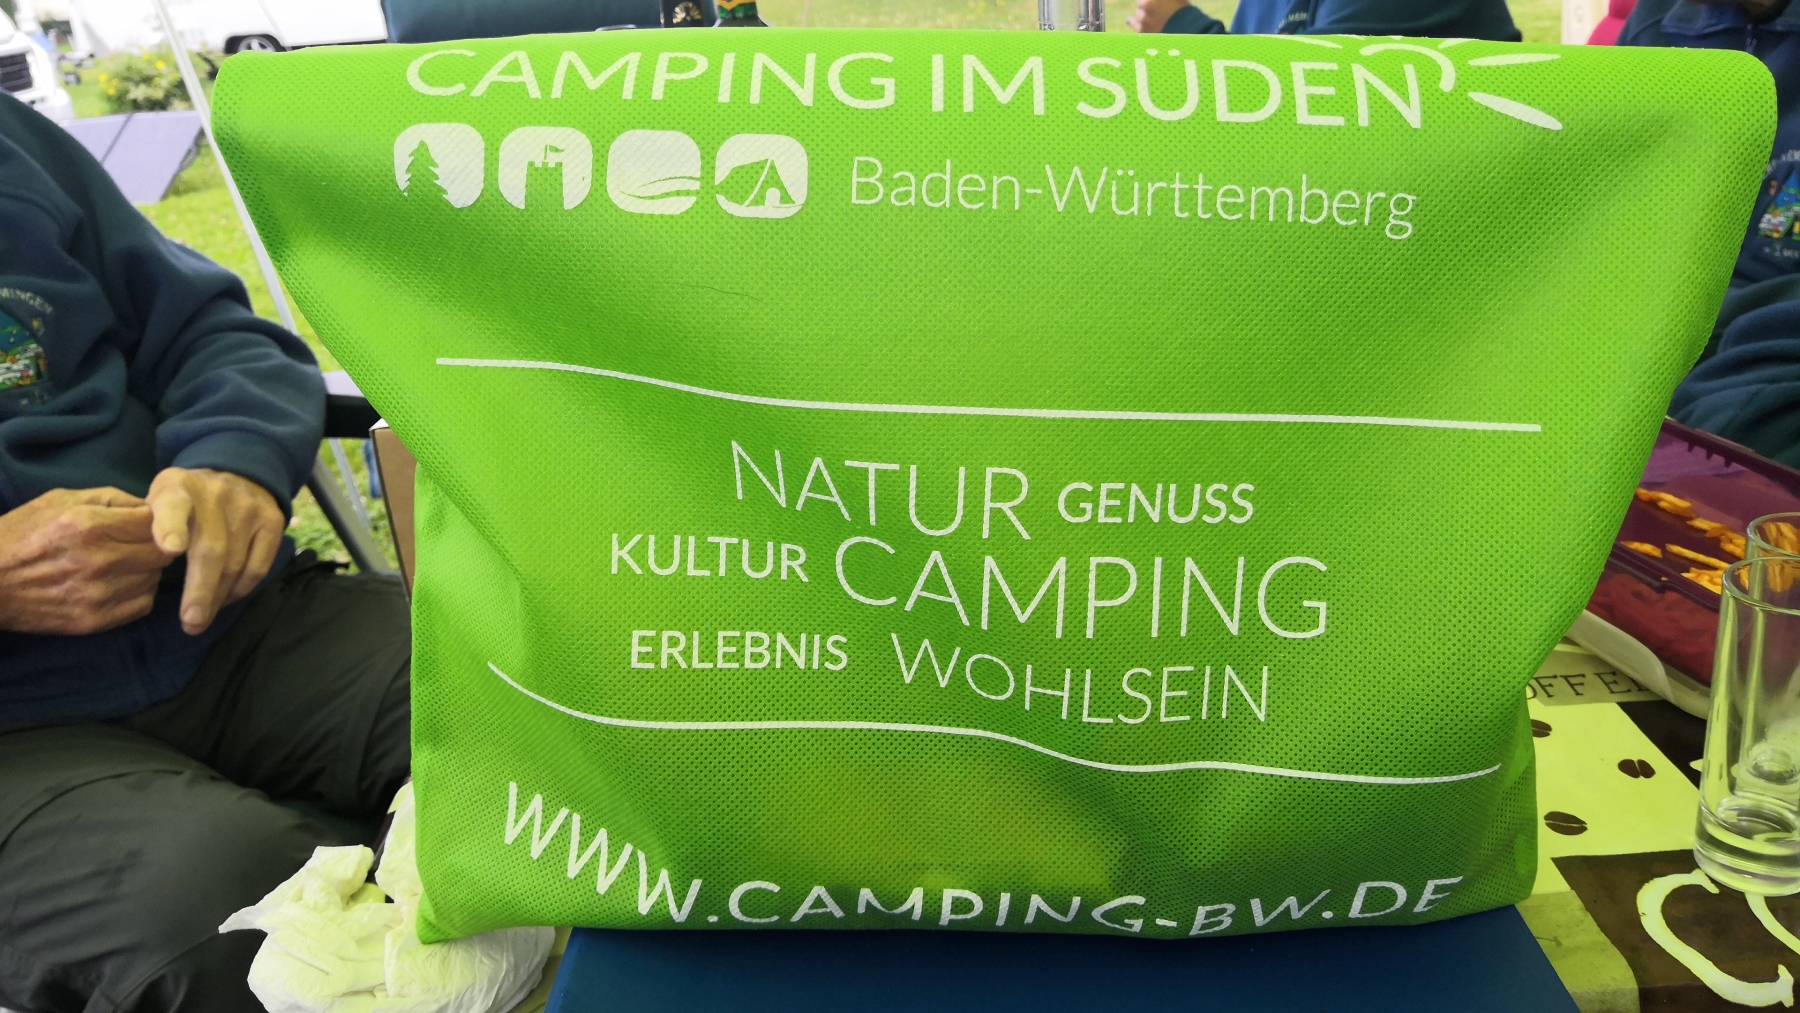 CAMPING IM SÜDEN
Baden-Württemberg
NATUR GENUSS
KULTUR CAMPING
ERLEBNIS WOHLSEIN
WWW.CAMPING-BW.DE